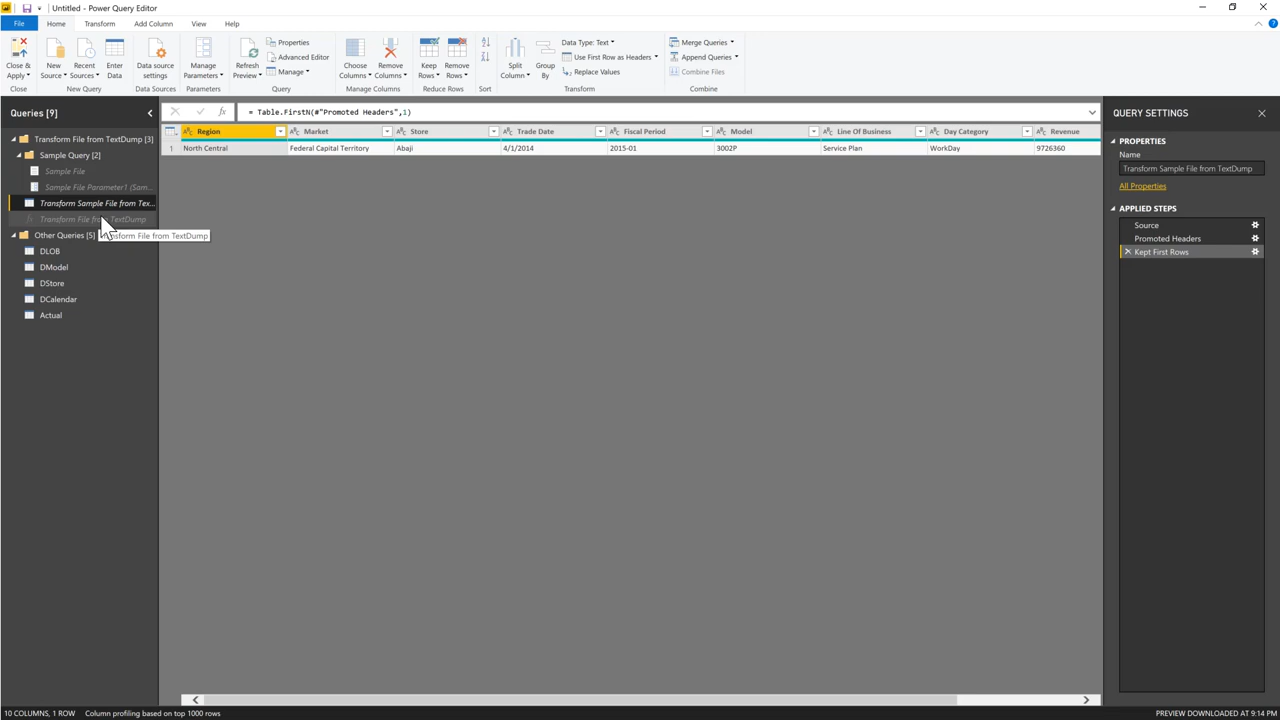 Untitled - Power Query Editor
File Home Transform Add Column View Help
Close & Apply
New Source
Recent Sources
Enter Data
Data source settings
Manage Parameters
Refresh Preview
Properties
Advanced Editor
Manage
Choose Columns
Remove Columns
Keep Rows
Remove Rows
Split Column
Group By
Data Type: Text
Use First Row as Headers
Replace Values
Merge Queries
Append Queries
Combine Files
Close New Query Data Sources Parameters Query Manage Columns Reduce Rows Sort Transform Combine
Queries [9]
Transform File from TextDump [3]
Sample Query [2]
Sample File
Sample File Parameter1 (Sam...
Transform Sample File from Tex...
Transform File from TextDump
Other Queries [5]
Transform File from TextDump
DLOB
DModel
DStore
DCalendar
Actual
fx = Table.FirstN(#"Promoted Headers",1)
Region Market Store Trade Date Fiscal Period Model Line Of Business Day Category Revenue
1 North Central Federal Capital Territory Abaji 4/1/2014 2015-01 3002P Service Plan WorkDay 9726360
QUERY SETTINGS
PROPERTIES
Name
Transform Sample File from TextDump
All Properties
APPLIED STEPS
Source
Promoted Headers
Kept First Rows
10 COLUMNS, 1 ROW Column profiling based on top 1000 rows
PREVIEW DOWNLOADED AT 9:14 PM